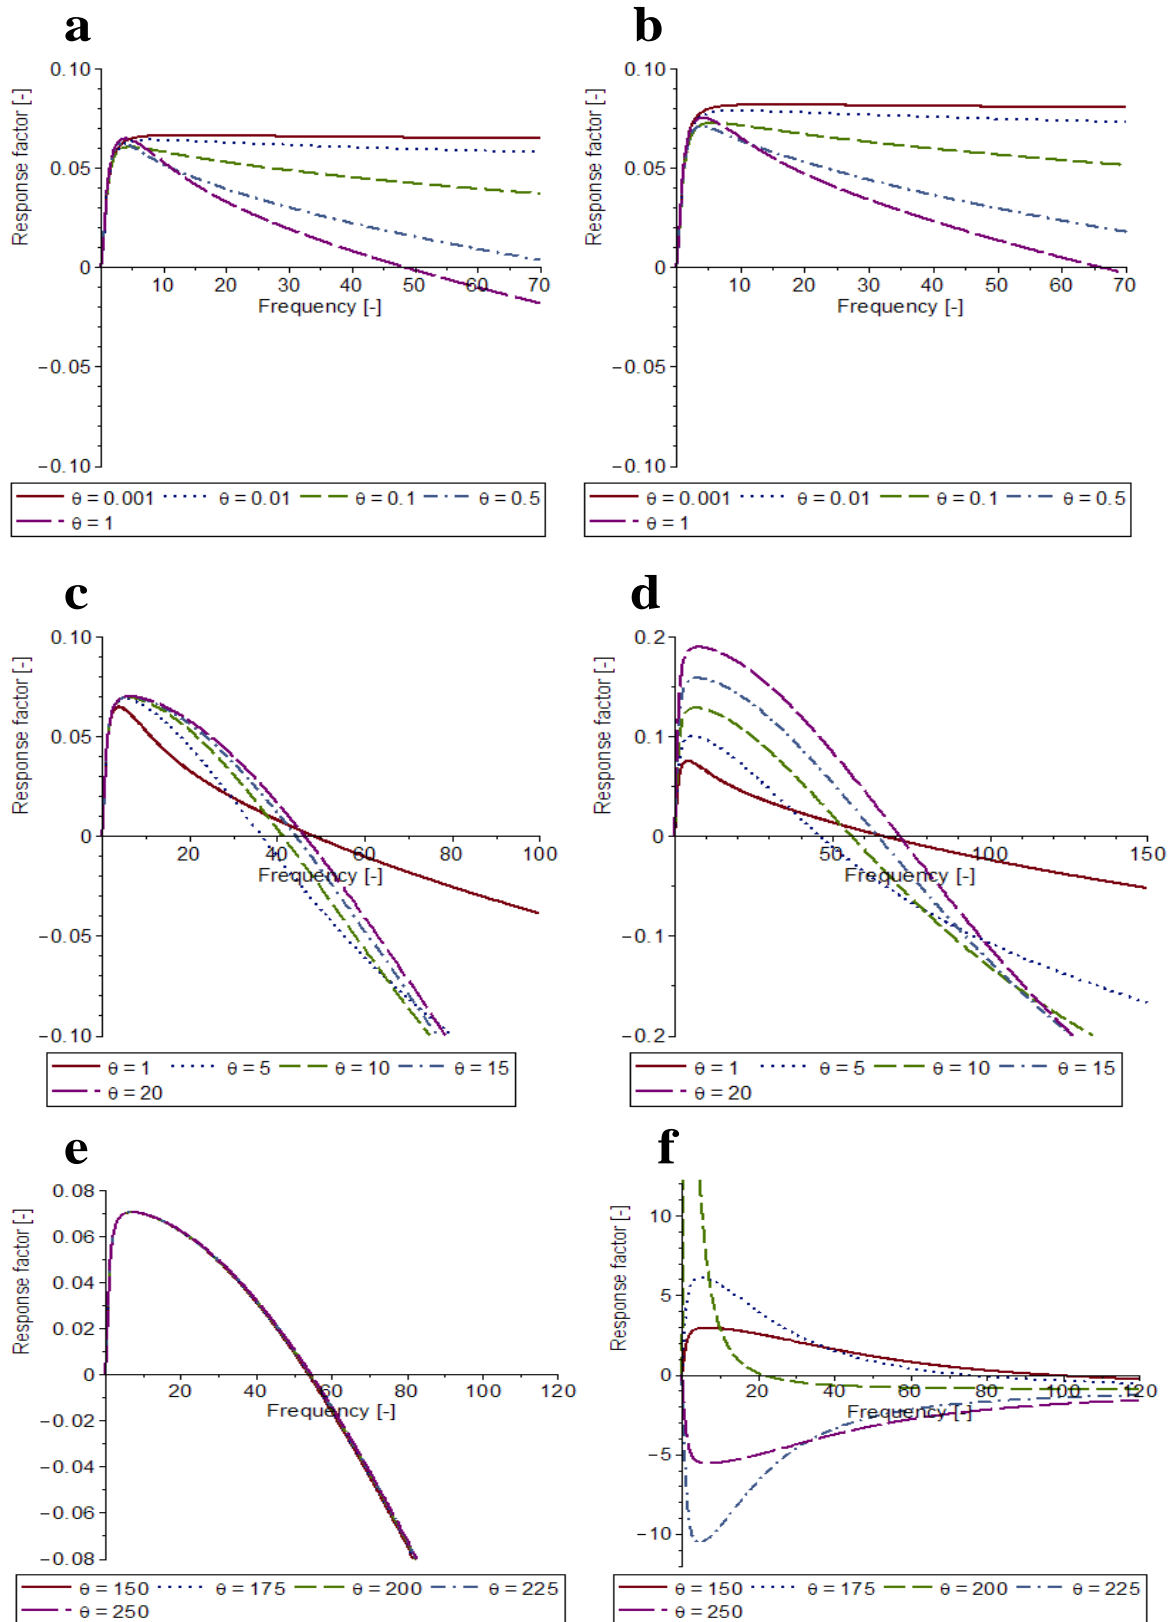 a
0.10
0.05
0
−0.05
−0.10
Response factor [-]
10 20 30 40 50 60 70
Frequency [-]
θ = 0.001 θ = 0.01 θ = 0.1 θ = 0.5
θ = 1
b
0.10
0.05
0
−0.05
−0.10
Response factor [-]
10 20 30 40 50 60 70
Frequency [-]
θ = 0.001 θ = 0.01 θ = 0.1 θ = 0.5
θ = 1
c
0.10
0.05
0
−0.05
−0.10
Response factor [-]
20 40 60 80 100
Frequency [-]
θ = 1 θ = 5 θ = 10 θ = 15
θ = 20
d
0.2
0.1
0
−0.1
−0.2
Response factor [-]
50 100 150
Frequency [-]
θ = 1 θ = 5 θ = 10 θ = 15
θ = 20
e
0.08
0.06
0.04
0.02
0
−0.02
−0.04
−0.06
−0.08
Response factor [-]
20 40 60 80 100 120
Frequency [-]
θ = 150 θ = 175 θ = 200 θ = 225
θ = 250
f
10
5
0
−5
−10
Response factor [-]
20 40 60 80 100 120
Frequency [-]
θ = 150 θ = 175 θ = 200 θ = 225
θ = 250